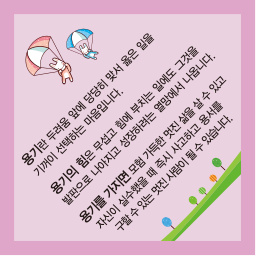 용기란 두려움 앞에 당당히 맞서 옳은 일을
기꺼이 선택하는 마음입니다.
용기의 힘은 무섭고 힘에 부치는 일에도 그것을
발판으로 나아지고 성장하려는 열망에서 나옵니다.
용기를 가지면 모험 가득한 멋진 삶을 살 수 있고
자신이 실수했을 때 즉시 사과하고 용서를
구할 수 있는 멋진 사람이 될 수 있습니다.